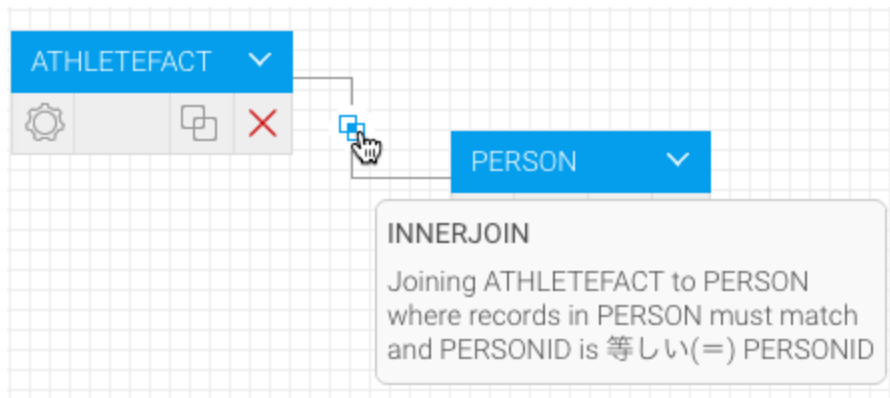 ATHLETEFACT
PERSON
INNERJOIN
Joining ATHLETEFACT to PERSON
where records in PERSON must match
and PERSONID is 等しい(=) PERSONID